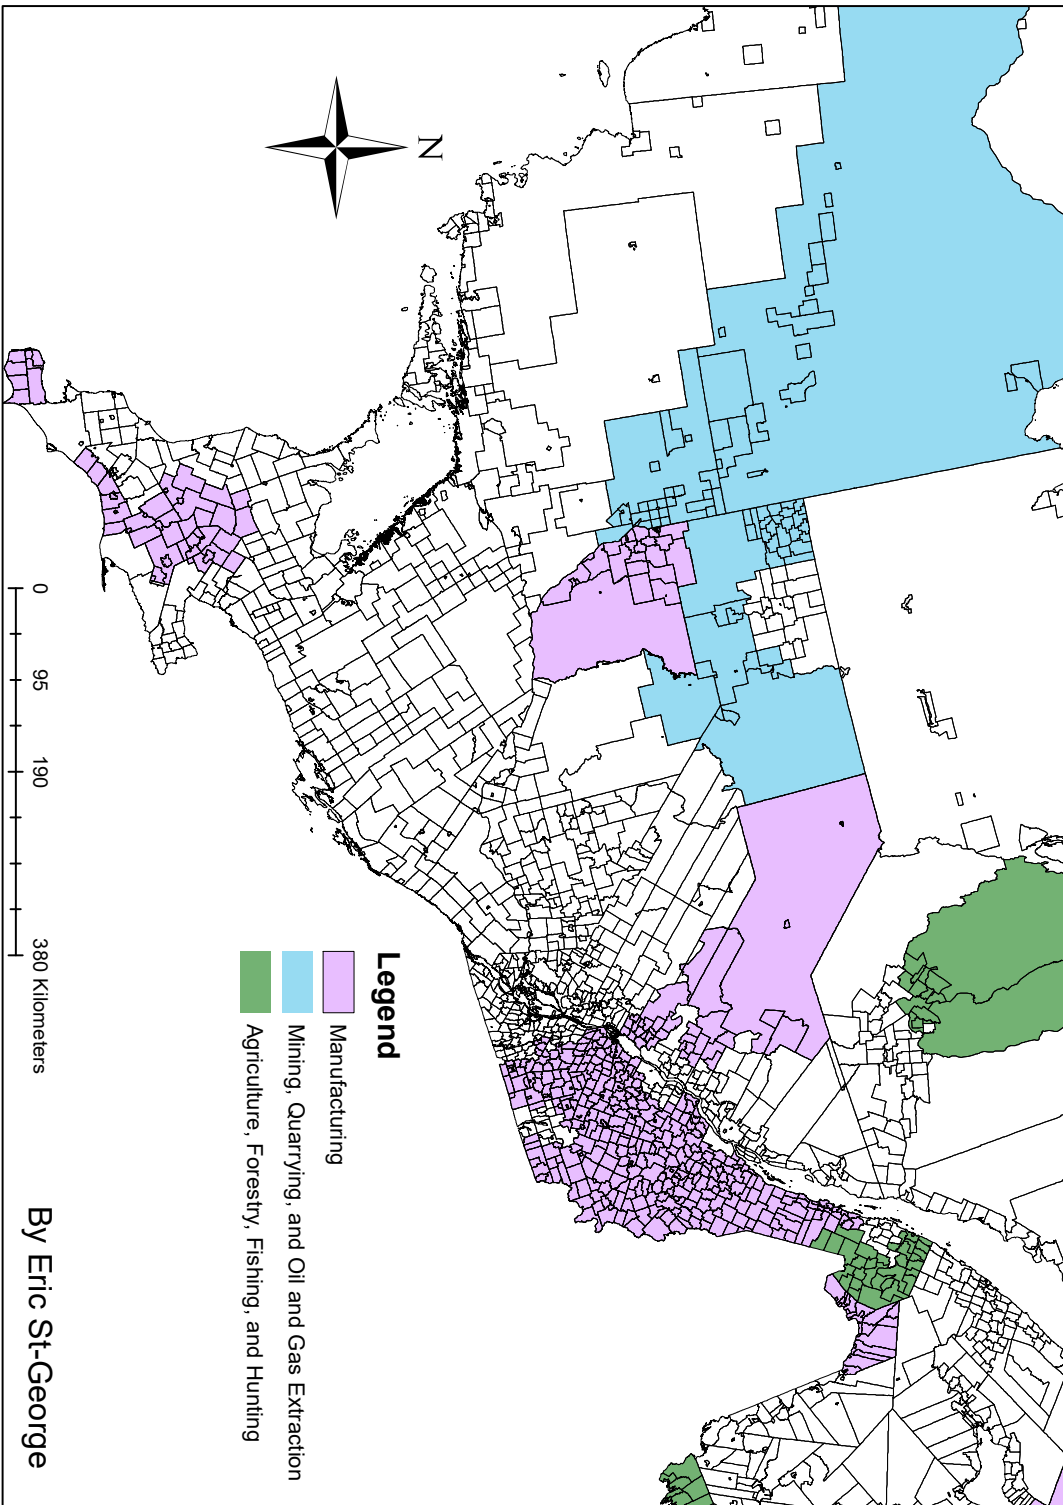 N
Legend
Manufacturing
Mining, Quarrying, and Oil and Gas Extraction
Agriculture, Forestry, Fishing, and Hunting
0 95 190 380 Kilometers
By Eric St-George